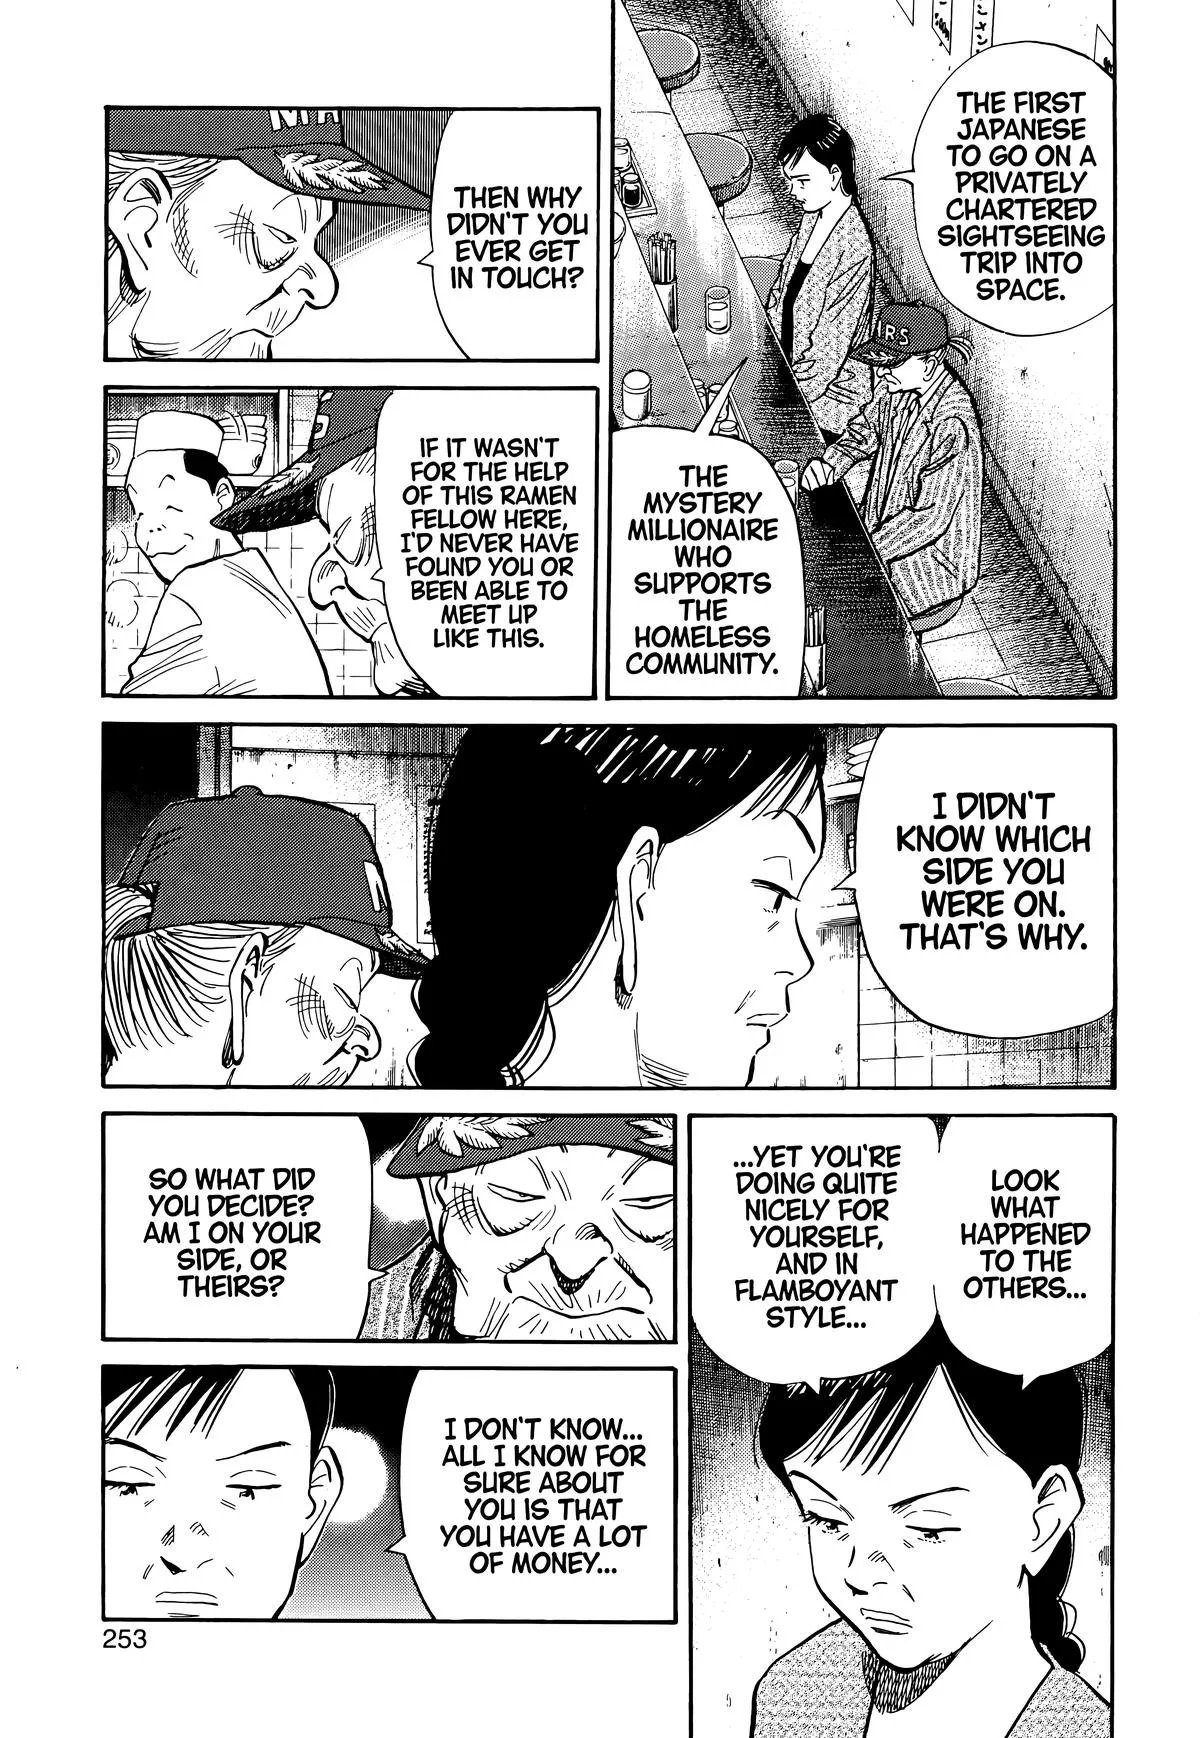 THE FIRST
JAPANESE
TO GO ON A
PRIVATELY
CHARTERED
SIGHTSEEING
TRIP INTO
SPACE.
IRS
THE
MYSTERY
MILLIONAIRE
WHO
SUPPORTS
THE
HOMELESS
COMMUNITY.
THEN WHY
DIDN'T YOU
EVER GET
IN TOUCH?
IF IT WASN'T
FOR THE HELP
OF THIS RAMEN
FELLOW HERE,
I'D NEVER HAVE
FOUND YOU OR
BEEN ABLE TO
MEET UP
LIKE THIS.
I DIDN'T
KNOW WHICH
SIDE YOU
WERE ON.
THAT'S WHY.
LOOK
WHAT
HAPPENED
TO THE
OTHERS...
...YET YOU'RE
DOING QUITE
NICELY FOR
YOURSELF,
AND IN
FLAMBOYANT
STYLE...
SO WHAT DID
YOU DECIDE?
AM I ON YOUR
SIDE, OR
THEIRS?
I DON'T KNOW...
ALL I KNOW FOR
SURE ABOUT
YOU IS THAT
YOU HAVE A LOT
OF MONEY...
253